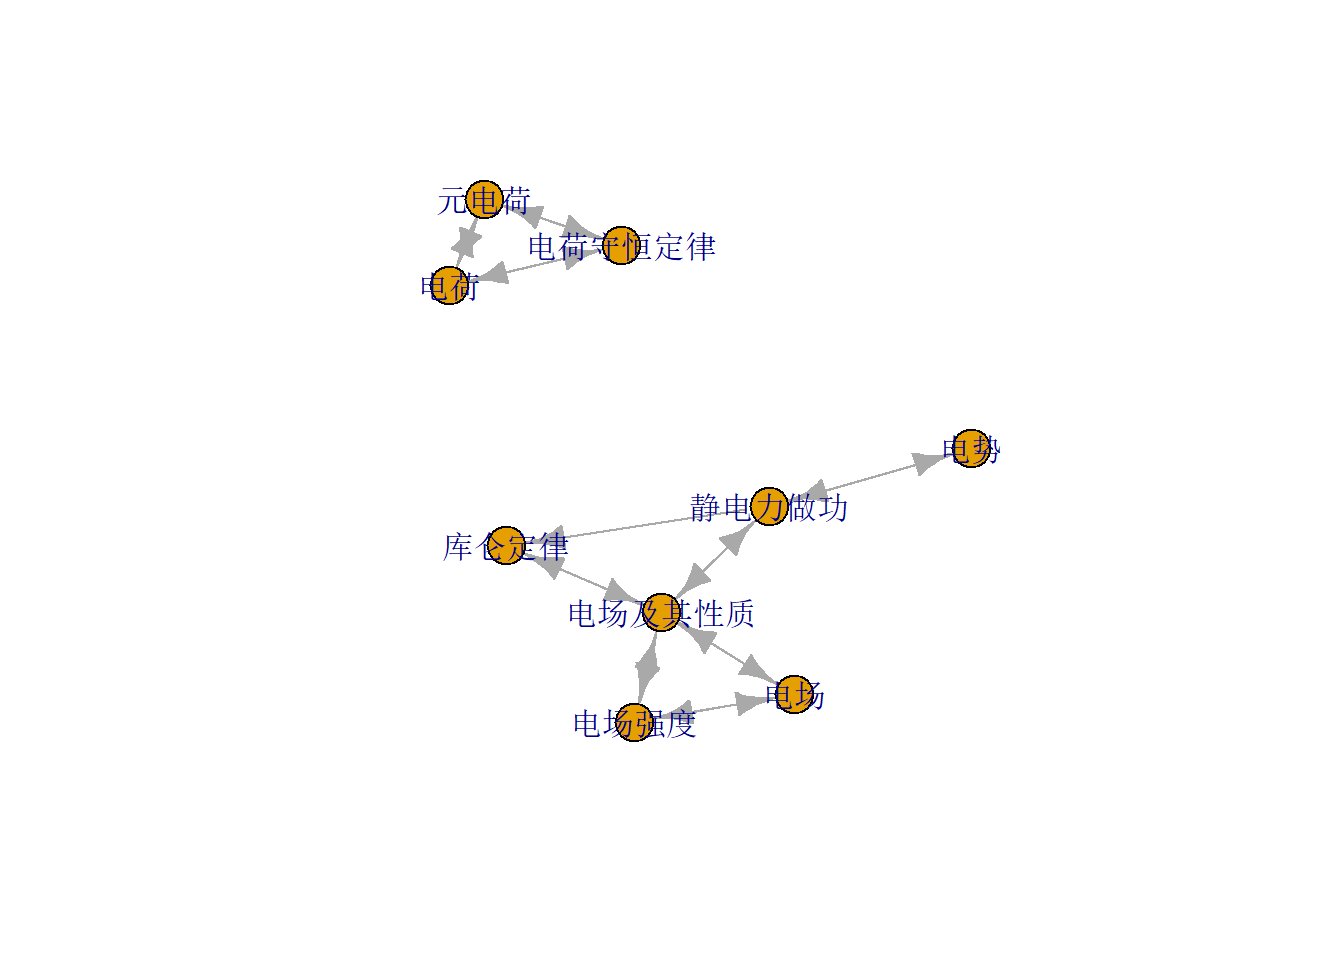 元电荷
电荷守恒定律
电荷
电势
静电力做功
库仑定律
电场及其性质
电场
电场强度